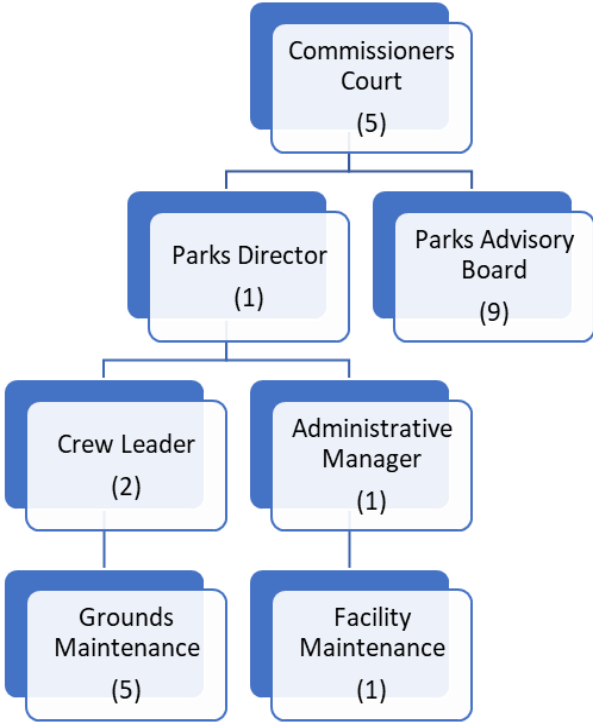 Commissioners
Court
(5)
Parks Director
(1)
Parks Advisory
Board
(9)
Crew Leader
(2)
Administrative
Manager
(1)
Grounds
Maintenance
(5)
Facility
Maintenance
(1)